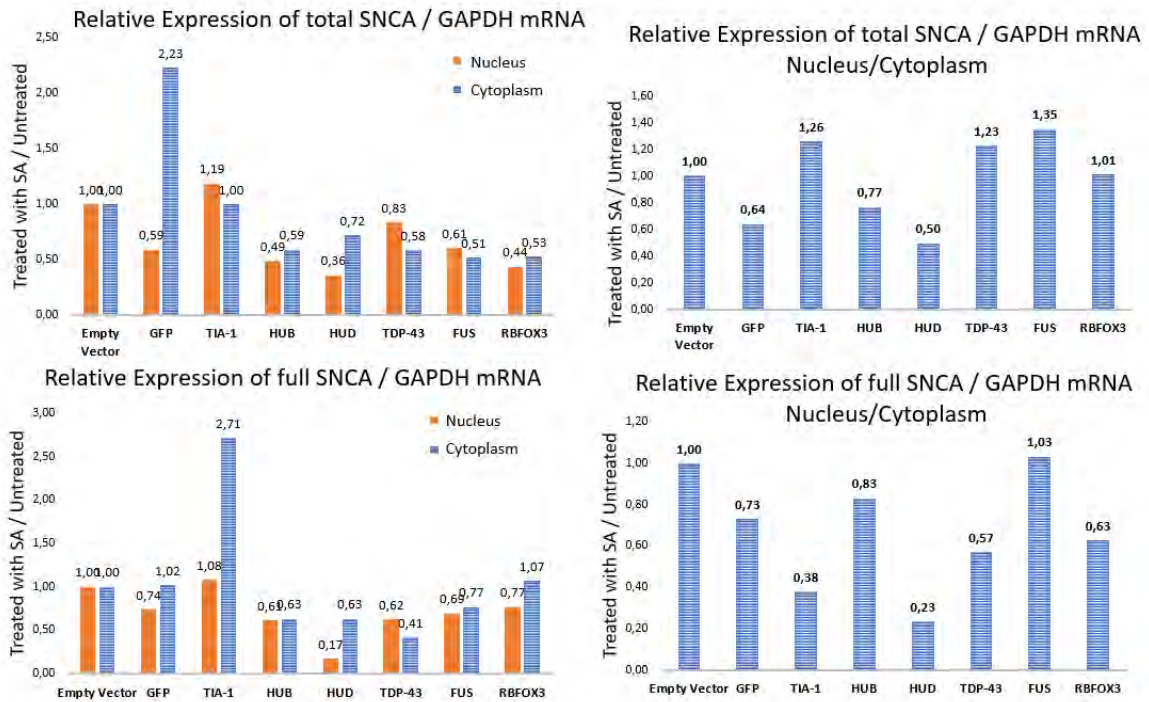 Relative Expression of total SNCA / GAPDH mRNA
Treated with SA / Untreated
2,50
2,00
1,50
1,00
0,50
0,00
Nucleus
Cytoplasm
1,00 1,00
0,59 2,23
1,19 1,00
0,49 0,59
0,36 0,72
0,83 0,58
0,61 0,51
0,44 0,53
Empty Vector GFP TIA-1 HUB HUD TDP-43 FUS RBFOX3
Relative Expression of total SNCA / GAPDH mRNA
Nucleus/Cytoplasm
Treated with SA / Untreated
1,60
1,40
1,20
1,00
0,80
0,60
0,40
0,20
0,00
1,00 0,64 1,26 0,77 0,50 1,23 1,35 1,01
Empty Vector GFP TIA-1 HUB HUD TDP-43 FUS RBFOX3
Relative Expression of full SNCA / GAPDH mRNA
Treated with SA / Untreated
3,00
2,50
2,00
1,50
1,00
0,50
0,00
Nucleus
Cytoplasm
1,00 1,00
0,74 1,02
1,08 2,71
0,63
0,17 0,63
0,62 0,41
0,69 0,77
0,77 1,07
Empty Vector GFP TIA-1 HUB HUD TDP-43 FUS RBFOX3
Relative Expression of full SNCA / GAPDH mRNA
Nucleus/Cytoplasm
Treated with SA / Untreated
1,20
1,00
0,80
0,60
0,40
0,20
0,00
1,00 0,73 0,38 0,83 0,23 0,57 1,03 0,63
Empty Vector GFP TIA-1 HUB HUD TDP-43 FUS RBFOX3